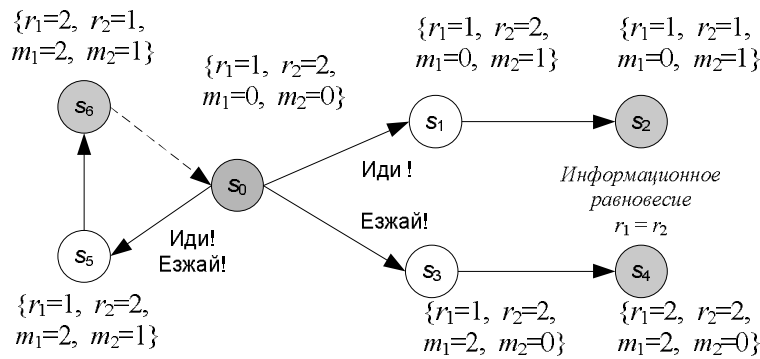 {r₁=2, r₂=1,
m₁=2, m₂=1}
{r₁=1, r₂=2,
m₁=0, m₂=0}
{r₁=1, r₂=2,
m₁=0, m₂=1}
{r₁=1, r₂=1,
m₁=0, m₂=1}
s₆
s₁
s₂
s₀
Иди !
Информационное
равновесие
r₁ = r₂
Езжай!
Иди!
Езжай!
s₅
s₃
s₄
{r₁=1, r₂=2,
m₁=2, m₂=1}
{r₁=1, r₂=2,
m₁=2, m₂=0}
{r₁=2, r₂=2,
m₁=2, m₂=0}